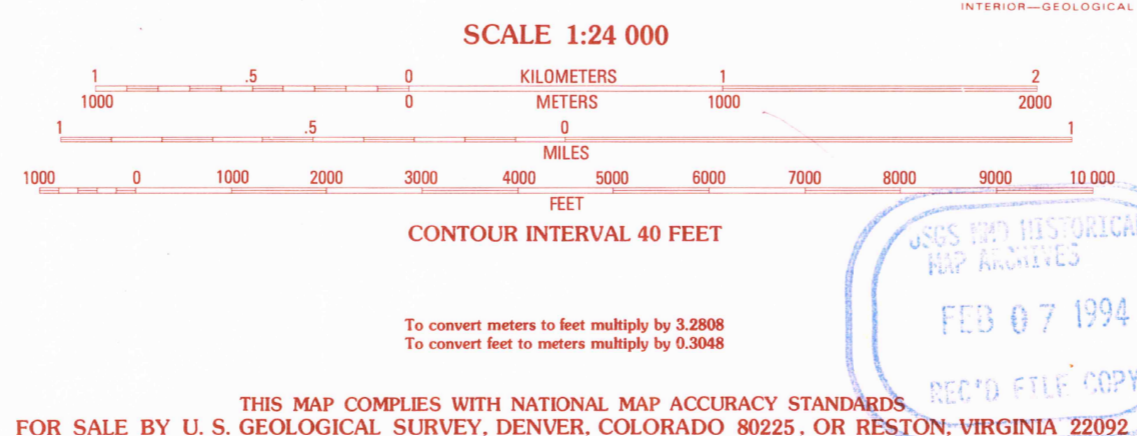 INTERIOR—GEOLOGICAL
SCALE 1:24 000
1 .5 0 KILOMETERS 1 2
1000 0 METERS 1000 2000
1 .5 0 1
MILES
1000 0 1000 2000 3000 4000 5000 6000 7000 8000 9000 10 000
FEET
CONTOUR INTERVAL 40 FEET
USGS NMD HISTORICAL
MAP ARCHIVES
FEB 07 1994
REC'D FILE COPY
To convert meters to feet multiply by 3.2808
To convert feet to meters multiply by 0.3048
THIS MAP COMPLIES WITH NATIONAL MAP ACCURACY STANDARDS
FOR SALE BY U. S. GEOLOGICAL SURVEY, DENVER, COLORADO 80225, OR RESTON, VIRGINIA 22092